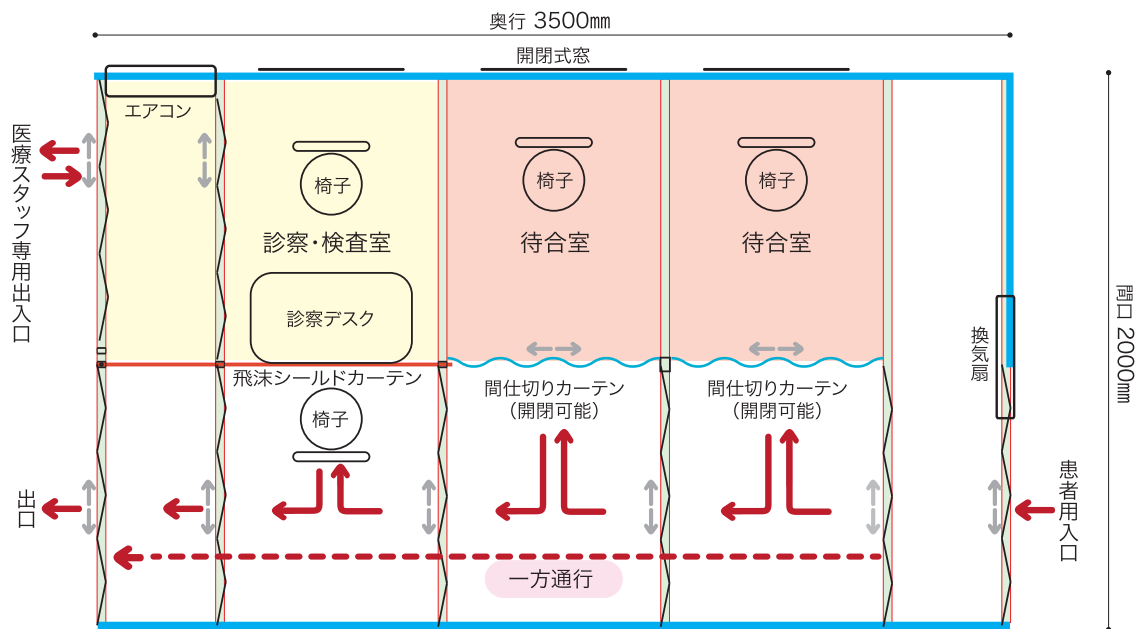 奥行 3500㎜
開閉式窓
エアコン
医療スタッフ専用出入口
椅子
椅子
椅子
診察・検査室
待合室
待合室
診察デスク
間口 2000㎜
換気扇
飛沫シールドカーテン
間仕切りカーテン
（開閉可能）
間仕切りカーテン
（開閉可能）
椅子
出口
患者用入口
一方通行